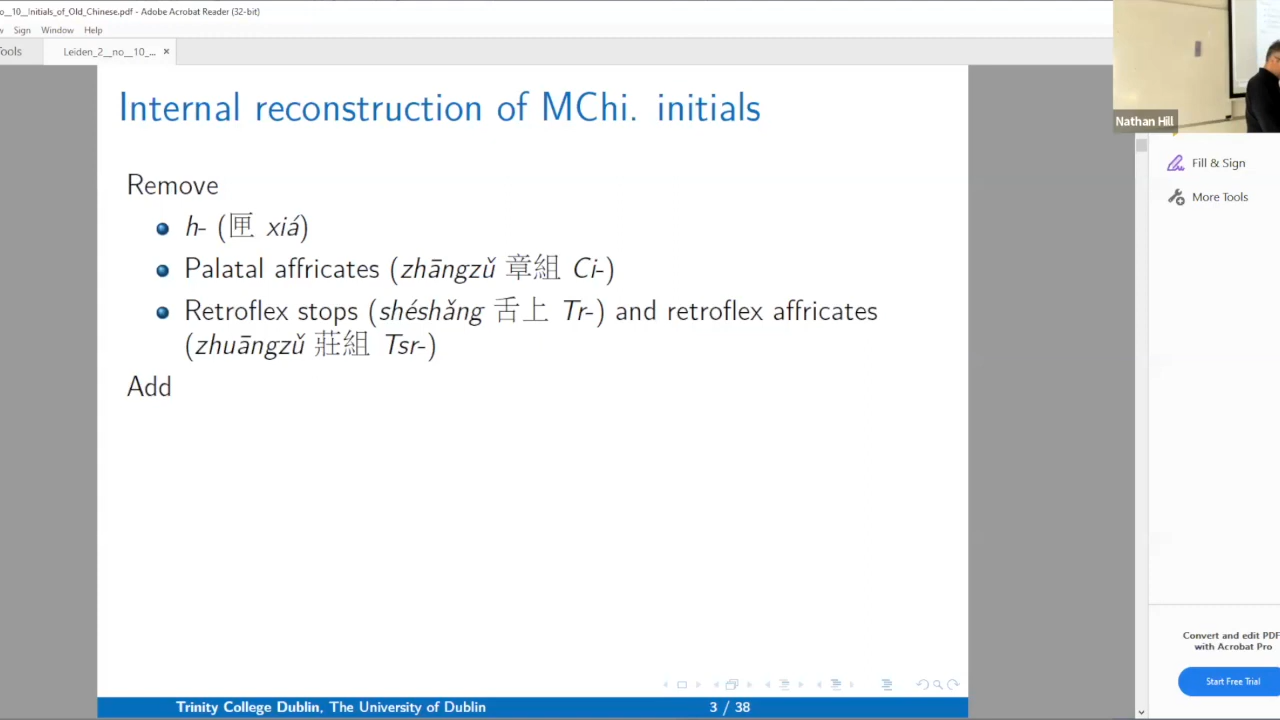 o__10__Initials_of_Old_Chinese.pdf - Adobe Acrobat Reader (32-bit)
Sign Window Help
Tools
Leiden_2__no__10_... ×
Internal reconstruction of MChi. initials
Remove
h- (匣 xiá)
Palatal affricates (zhāngzǔ 章組 Ci-)
Retroflex stops (shéshǎng 舌上 Tr-) and retroflex affricates
(zhuāngzǔ 莊組 Tsr-)
Add
Trinity College Dublin, The University of Dublin
3 / 38
Nathan Hill
Fill & Sign
More Tools
Convert and edit PDF
with Acrobat Pro
Start Free Trial